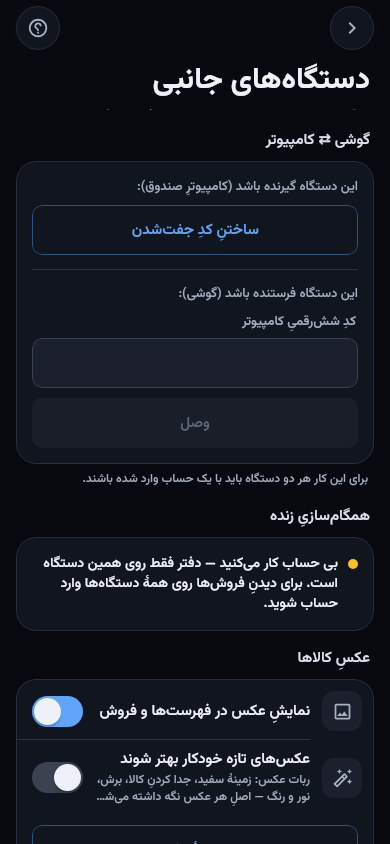 دستگاه‌های جانبی
گوشی ⇄ کامپیوتر
این دستگاه گیرنده باشد (کامپیوترِ صندوق):
ساختنِ کدِ جفت‌شدن
این دستگاه فرستنده باشد (گوشی):
کدِ شش‌رقمیِ کامپیوتر
وصل
برای این کار هر دو دستگاه باید با یک حساب وارد شده باشند.
همگام‌سازیِ زنده
بی حساب کار می‌کنید — دفتر فقط روی همین دستگاه
است. برای دیدنِ فروش‌ها روی همهٔ دستگاه‌ها وارد
حساب شوید.
عکسِ کالاها
نمایشِ عکس در فهرست‌ها و فروش
عکس‌های تازه خودکار بهتر شوند
ربات عکس: زمینهٔ سفید، جدا کردنِ کالا، برش،
نور و رنگ — اصلِ هر عکس نگه داشته می‌شـ…